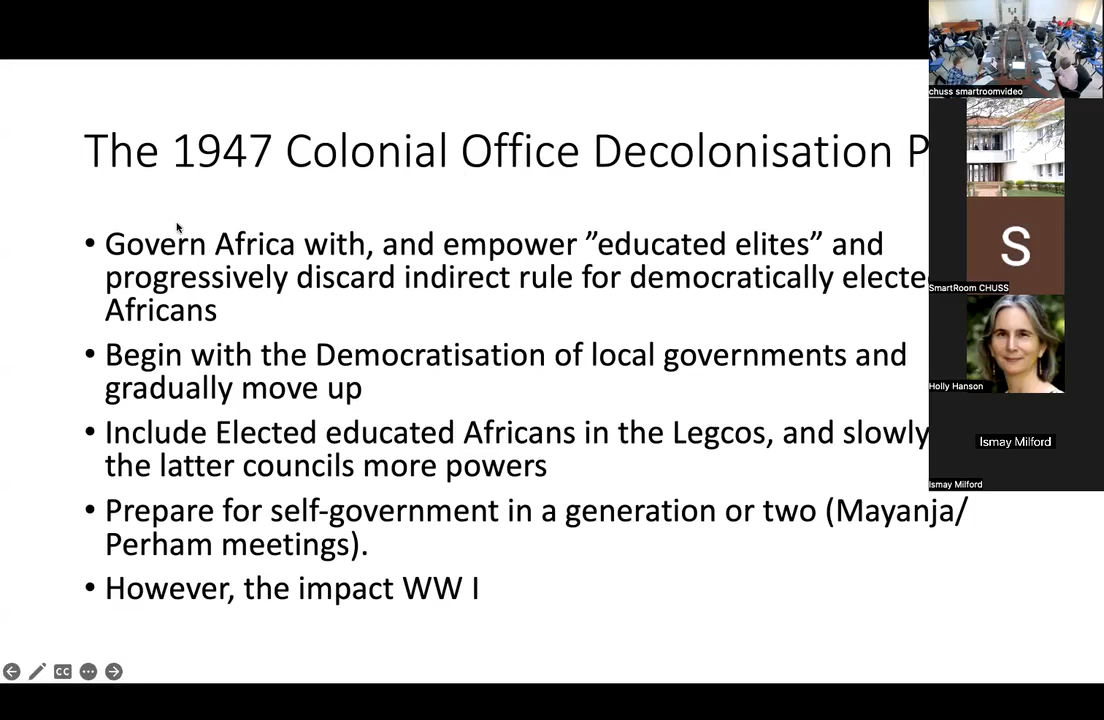 The 1947 Colonial Office Decolonisation P
• Govern Africa with, and empower ”educated elites” and
progressively discard indirect rule for democratically electe
Africans
• Begin with the Democratisation of local governments and
gradually move up
• Include Elected educated Africans in the Legcos, and slowly
the latter councils more powers
• Prepare for self-government in a generation or two (Mayanja/
Perham meetings).
• However, the impact WW I
CC
chuss smartroomvideo
S
SmartRoom CHUSS
Holly Hanson
Ismay Milford
Ismay Milford